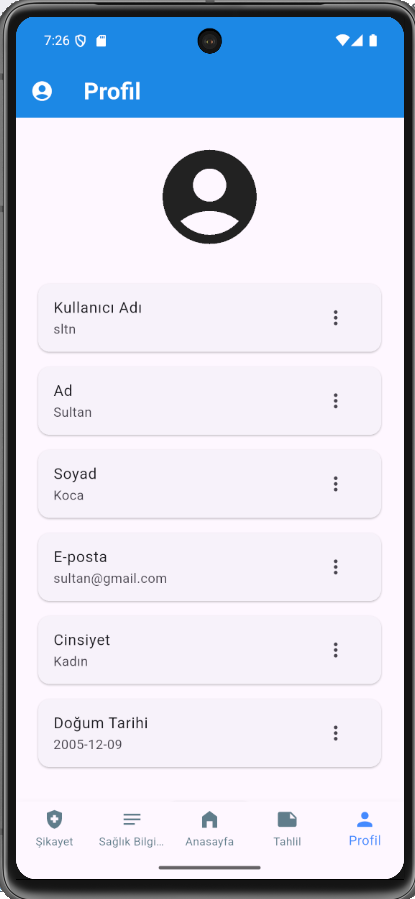 7:26
Profil
Kullanıcı Adı
sltn
Ad
Sultan
Soyad
Koca
E-posta
sultan@gmail.com
Cinsiyet
Kadın
Doğum Tarihi
2005-12-09
Şikayet
Sağlık Bilgi...
Anasayfa
Tahlil
Profil